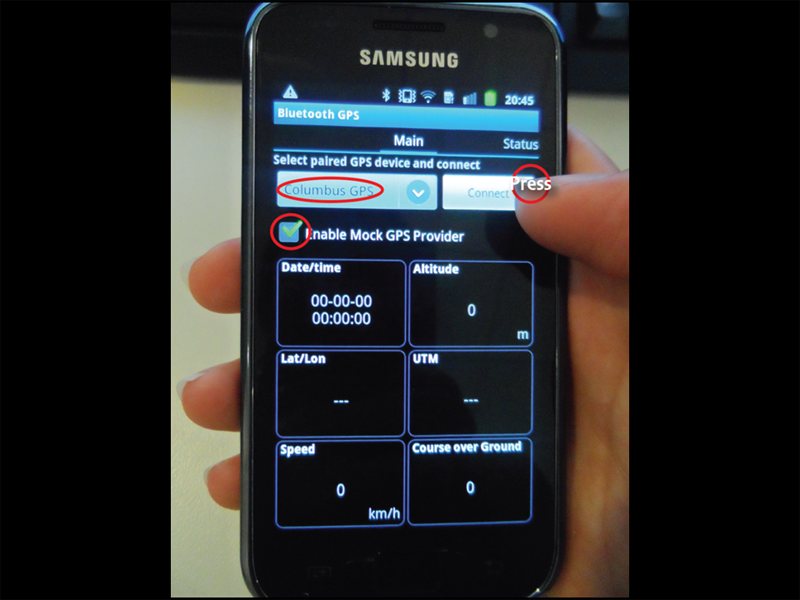 SAMSUNG
20:45
Bluetooth GPS
Main
Status
Select paired GPS device and connect
Columbus GPS
Connect
Press
Enable Mock GPS Provider
Date/time
00-00-00
00:00:00
Altitude
0
m
Lat/Lon
---
UTM
---
Speed
0
km/h
Course over Ground
0